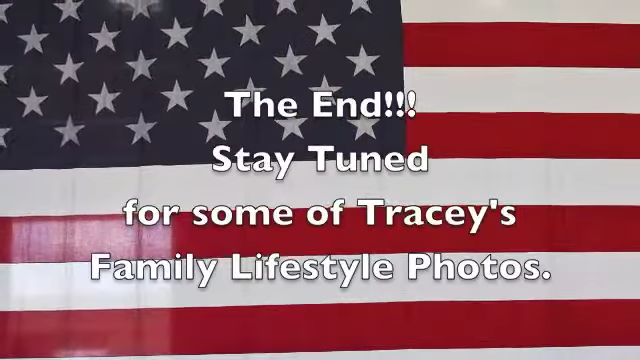 The End!!!
Stay Tuned
for some of Tracey's
Family Lifestyle Photos.